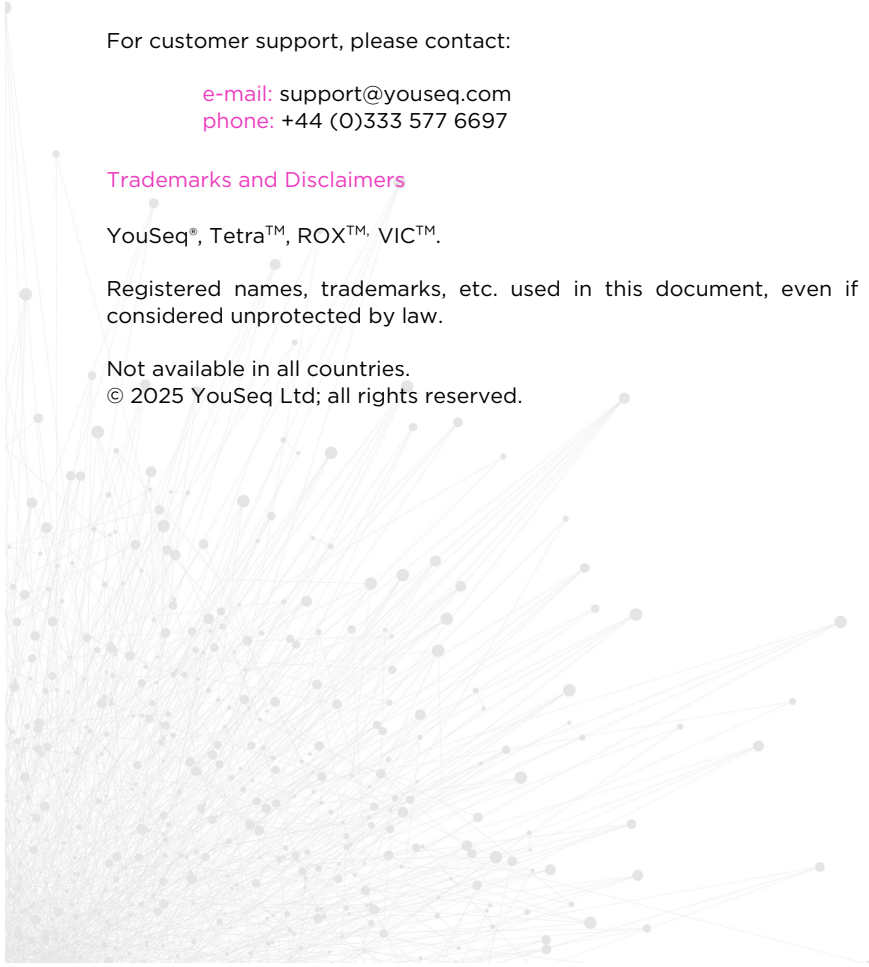 For customer support, please contact:
e-mail: support@youseq.com
phone: +44 (0)333 577 6697
Trademarks and Disclaimers
YouSeq®, Tetra™, ROX™, VIC™.
Registered names, trademarks, etc. used in this document, even if
considered unprotected by law.
Not available in all countries.
© 2025 YouSeq Ltd; all rights reserved.